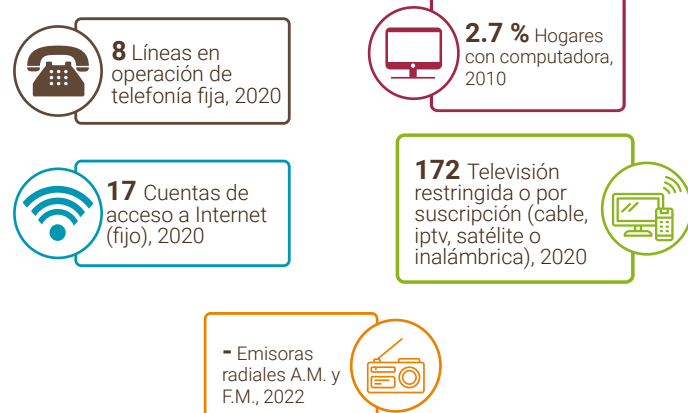 8 Líneas en
operación de
telefonía fija, 2020
2.7 % Hogares
con computadora,
2010
17 Cuentas de
acceso a Internet
(fijo), 2020
172 Televisión
restringida o por
suscripción (cable,
iptv, satélite o
inalámbrica), 2020
- Emisoras
radiales A.M. y
F.M., 2022